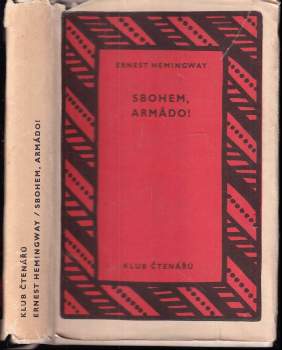 KLUB ČTENÁŘŮ
ERNEST HEMINGWAY / SBOHEM, ARMÁDO!
ERNEST HEMINGWAY
SBOHEM,
ARMÁDO!
KLUB ČTENÁŘŮ